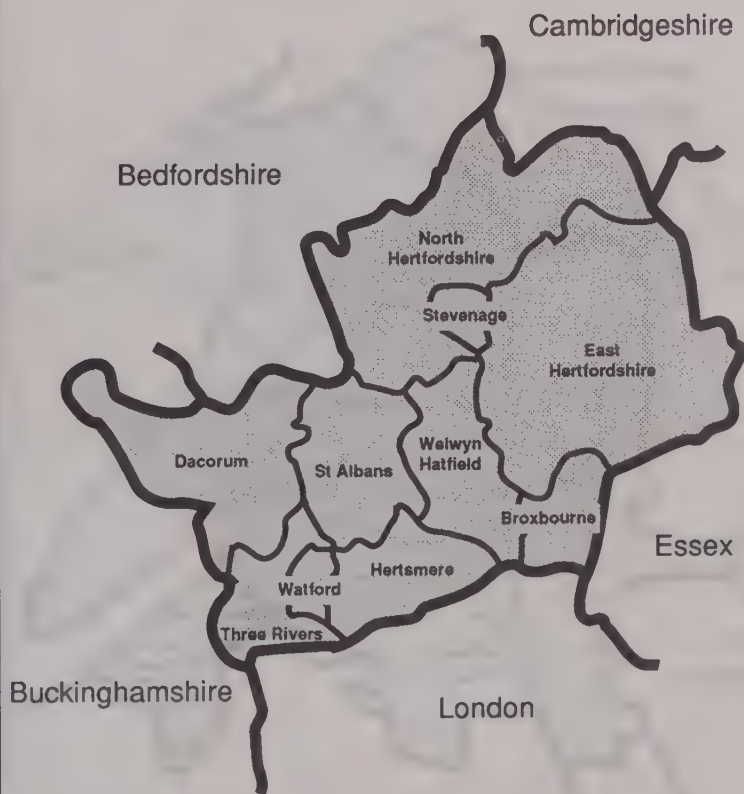 Cambridgeshire
Bedfordshire
North
Hertfordshire
Stevenage
East
Hertfordshire
Welwyn
Hatfield
Dacorum
St Albans
Broxbourne
Essex
Hertsmere
Watford
Three Rivers
Buckinghamshire
London